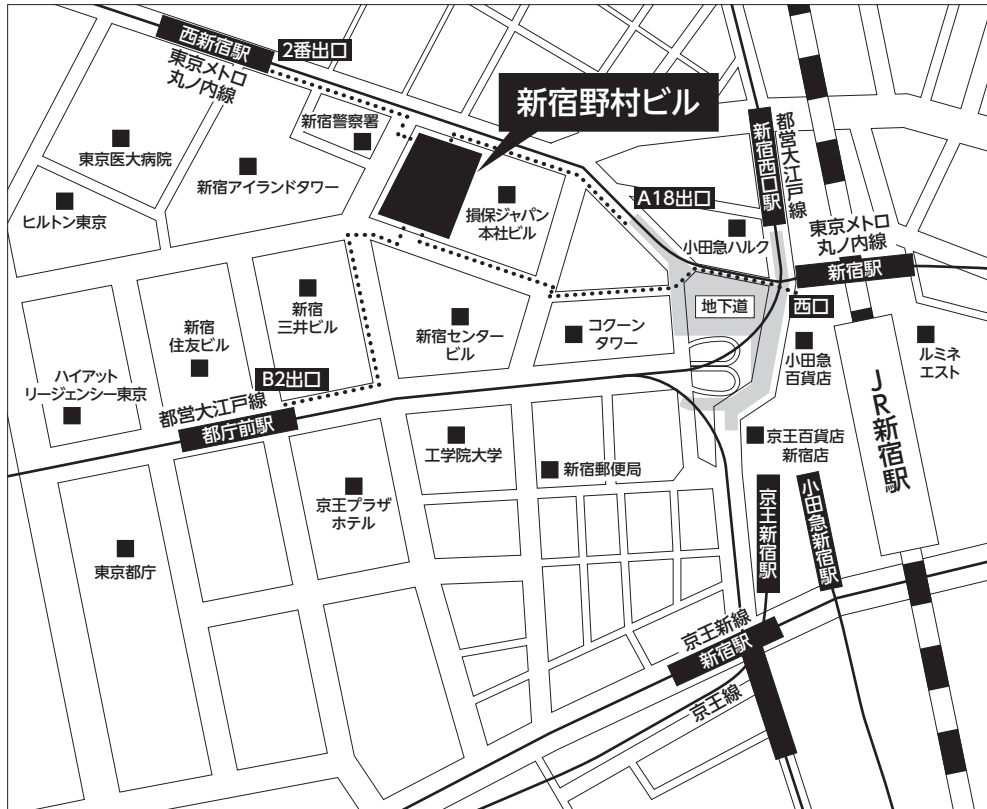 西新宿駅
2番出口
東京メトロ
丸ノ内線
新宿野村ビル
新宿警察署
東京医大病院
新宿アイランドタワー
ヒルトン東京
損保ジャパン
本社ビル
A18出口
小田急ハルク
新宿西口駅
都営大江戸線
東京メトロ
丸ノ内線
新宿駅
地下道
西口
新宿
三井ビル
新宿
住友ビル
新宿センター
ビル
コクーン
タワー
小田急
百貨店
ルミネ
エスト
ハイアット
リージェンシー東京
B2出口
都営大江戸線
都庁前駅
JR新宿駅
工学院大学
新宿郵便局
京王百貨店
新宿店
京王プラザ
ホテル
京王新宿駅
小田急新宿駅
東京都庁
京王新線
新宿駅
京王線